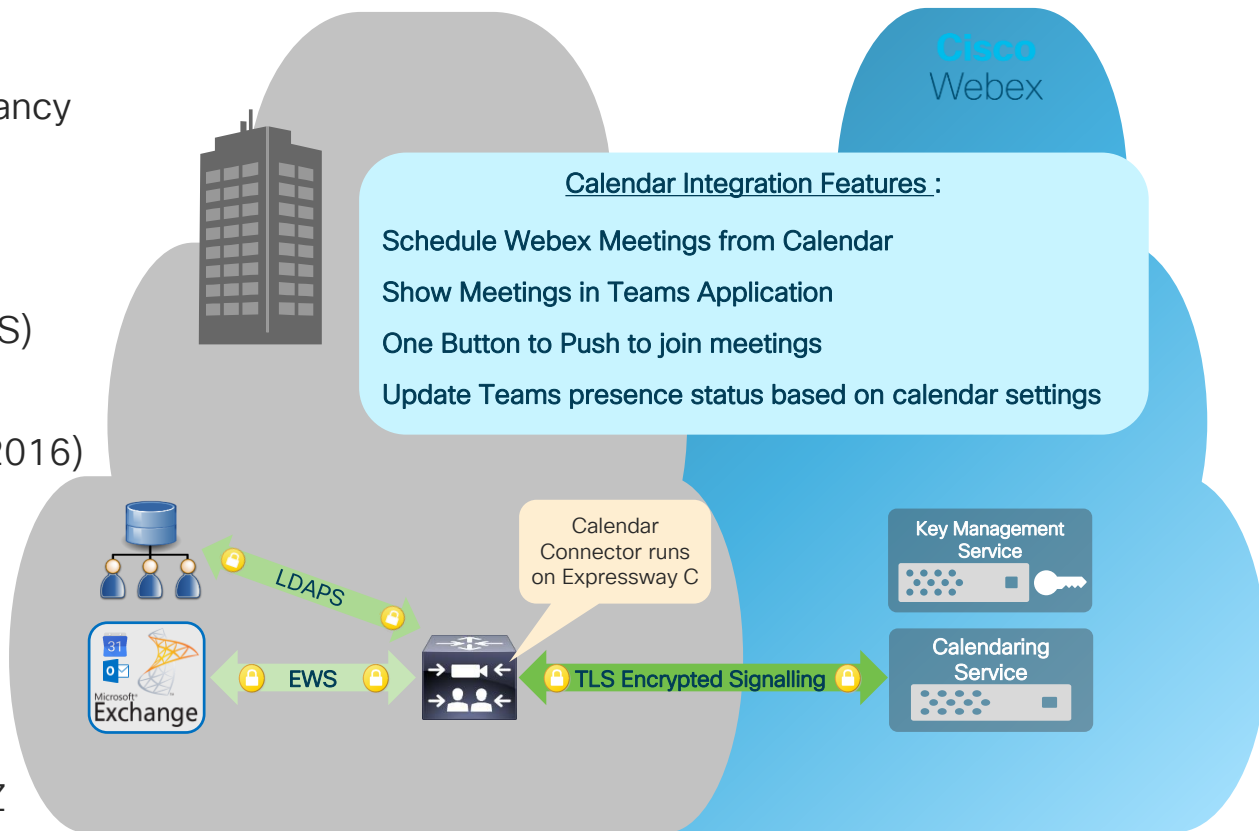 ancy
S)
2016)
Z
Cisco
Webex
Calendar Integration Features :
Schedule Webex Meetings from Calendar
Show Meetings in Teams Application
One Button to Push to join meetings
Update Teams presence status based on calendar settings
Calendar
Connector runs
on Expressway C
LDAPS
31
Microsoft®
Exchange
EWS
TLS Encrypted Signalling
Key Management
Service
Calendaring
Service